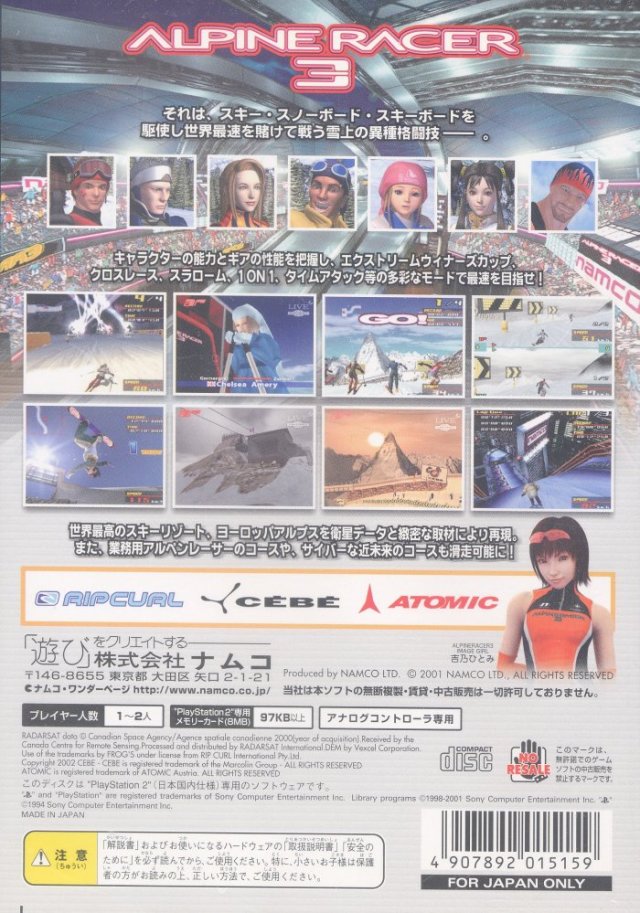 ALPINE RACER
3
それは、スキー・スノーボード・スキーボードを
駆使し世界最速を賭けて戦う雪上の異種格闘技——。
ALPINE RACER
NAMCO
キャラクターの能力とギアの性能を把握し、エクストリームウィナーズカップ、
クロスレース、スラローム、1ON1、タイムアタック等の多彩なモードで最速を目指せ!
LIVE
Chelsea Amery
GO!
LIVE
LIVE
世界最高のスキーリゾート、ヨーロッパアルプスを衛星データと緻密な取材により再現。
また、業務用アルペンレーサーのコースや、サイバーな近未来のコースも滑走可能に!
RIP CURL CÉBÉ ATOMIC
ALPINE RACER
ALPINERACER3
IMAGE GIRL
吉乃ひとみ
「遊び」をクリエイトする
株式会社 ナムコ
〒146-8655 東京都 大田区 矢口 2-1-21
ナムコ・ワンダーページ http://www.namco.co.jp/
Produced by NAMCO LTD. © 2001 NAMCO LTD., ALL RIGHTS RESERVED
当社は本ソフトの無断複製・賃貸・中古販売は一切許可しておりません。
プレイヤー人数 1〜2人
"PlayStation 2"専用メモリーカード(8MB) 97KB以上
アナログコントローラ専用
RADARSAT data © Canadian Space Agency/Agence spatiale canadienne 2000(year of acquisition).Received by the
Canada Centre for Remote Sensing.Processed and distributed by RADARSAT International.DEM by Vexcel Corporation.
Use of the trademarks by FROG'S under license from RIP CURL International Pty.Ltd.
Copyright 2002 CEBE - CEBE is registered trademark of the Marcolin Group - All RIGHTS RESERVED
ATOMIC is registered trademark of ATOMIC Austria. All RIGHTS RESERVED
このディスクは "PlayStation 2"(日本国内仕様)専用のソフトウェアです。
" " and "PlayStation" are registered trademarks of Sony Computer Entertainment Inc. Library programs ©1998-2001 Sony Computer Entertainment Inc. " "
©1994 Sony Computer Entertainment Inc.
MADE IN JAPAN
COMPACT disc
NO RESALE
このマークは、
無許諾でのゲーム
ソフトの中古販売を
禁止するマークです。
注意
(ちゅうい)
「解説書」およびお使いになるハードウェアの「取扱説明書」「安全の
ために」を必ず読んでから、ご使用ください。特に、小さいお子様は保護
者の方がお読みの上、正しい方法で、ご使用ください。
4 907892 015159
FOR JAPAN ONLY